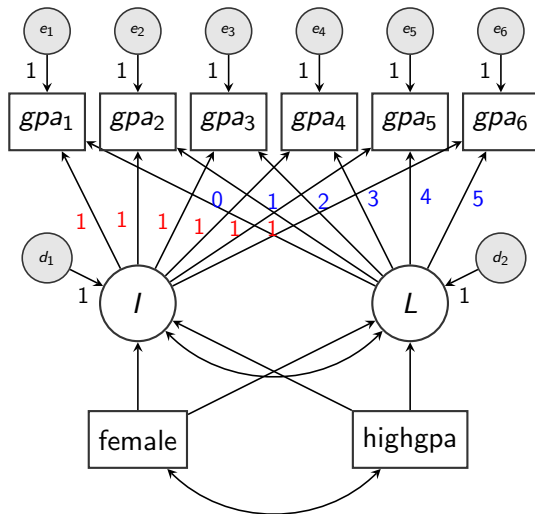 e1 e2 e3 e4 e5 e6
1 1 1 1 1 1
gpa1 gpa2 gpa3 gpa4 gpa5 gpa6
0 1 2 3 4 5
1 1 1 1 1 1
d1 d2
1 I L 1
female highgpa